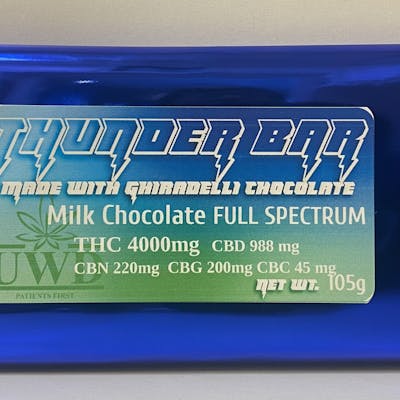 THUNDER BAR
MADE WITH GHIRADELLI CHOCOLATE
Milk Chocolate FULL SPECTRUM
THC 4000mg CBD 988 mg
CBN 220mg CBG 200mg CBC 45 mg
NET WT. 105g
UWD
PATIENTS FIRST